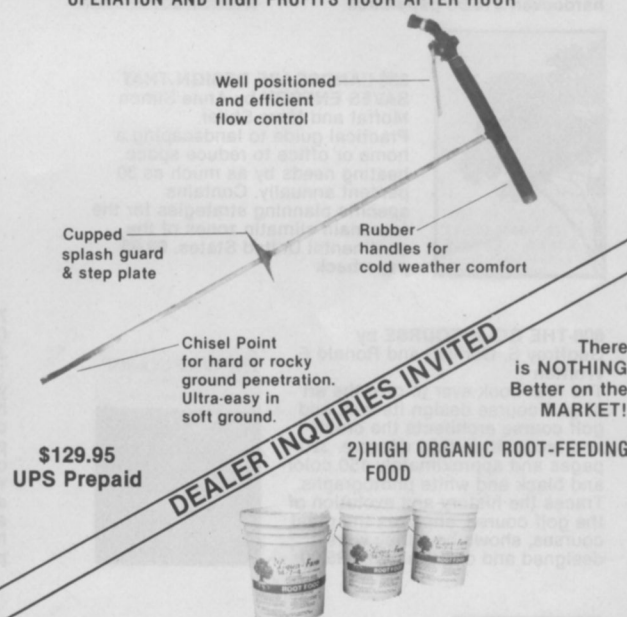 OPERATION AND HIGH PROFITS HOUR AFTER HOUR
Well positioned
and efficient
flow control
Cupped
splash guard
& step plate
Rubber
handles for
cold weather comfort
Chisel Point
for hard or rocky
ground penetration.
Ultra-easy in
soft ground.
$129.95
UPS Prepaid
DEALER INQUIRIES INVITED
There
is NOTHING
Better on the
MARKET!
2)HIGH ORGANIC ROOT-FEEDING
FOOD
ROOT FOOD
ROOT FOOD